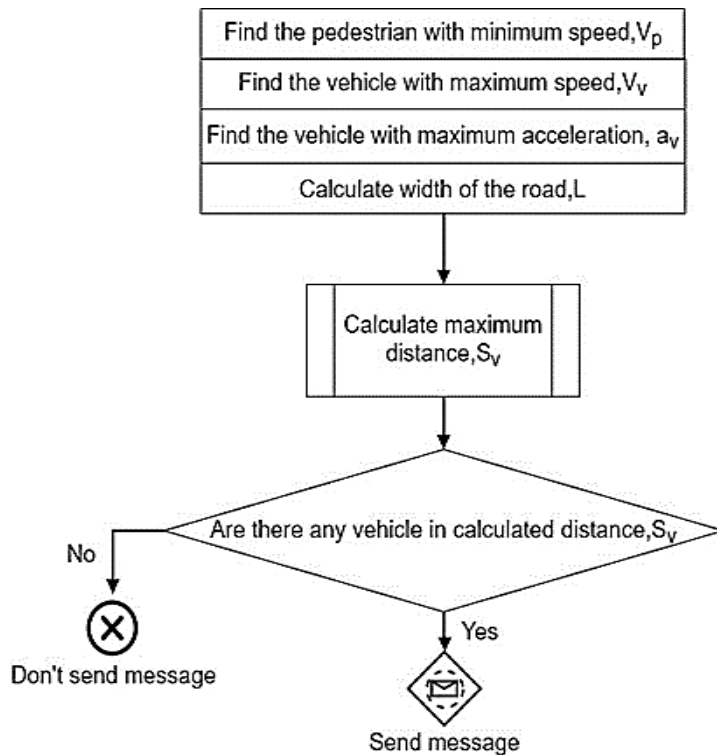 Find the pedestrian with minimum speed,Vp
Find the vehicle with maximum speed,Vv
Find the vehicle with maximum acceleration, av
Calculate width of the road,L
Calculate maximum
distance,Sv
Are there any vehicle in calculated distance,Sv
No
Yes
Don't send message
Send message